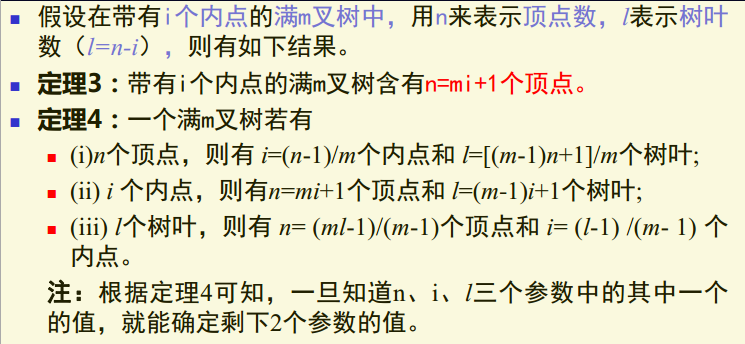 假设在带有i个内点的满m叉树中，用n来表示顶点数，l表示树叶
数（l=n-i），则有如下结果。
定理3：带有i个内点的满m叉树含有n=mi+1个顶点。
定理4：一个满m叉树若有
(i)n个顶点，则有 i=(n-1)/m个内点和 l=[(m-1)n+1]/m个树叶;
(ii) i 个内点，则有n=mi+1个顶点和 l=(m-1)i+1个树叶;
(iii) l个树叶，则有 n= (ml-1)/(m-1)个顶点和 i= (l-1) /(m- 1) 个
内点。
注：根据定理4可知，一旦知道n、i、l三个参数中的其中一个
的值，就能确定剩下2个参数的值。